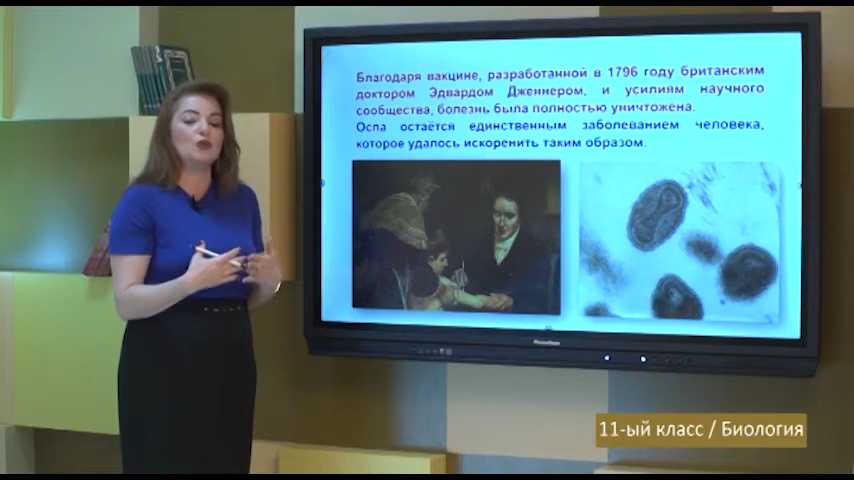 Благодаря вакцине, разработанной в 1796 году британским
доктором Эдвардом Дженнером, и усилиям научного
сообщества, болезнь была полностью уничтожена.
Оспа остаётся единственным заболеванием человека,
которое удалось искоренить таким образом.
11-ый класс / Биология